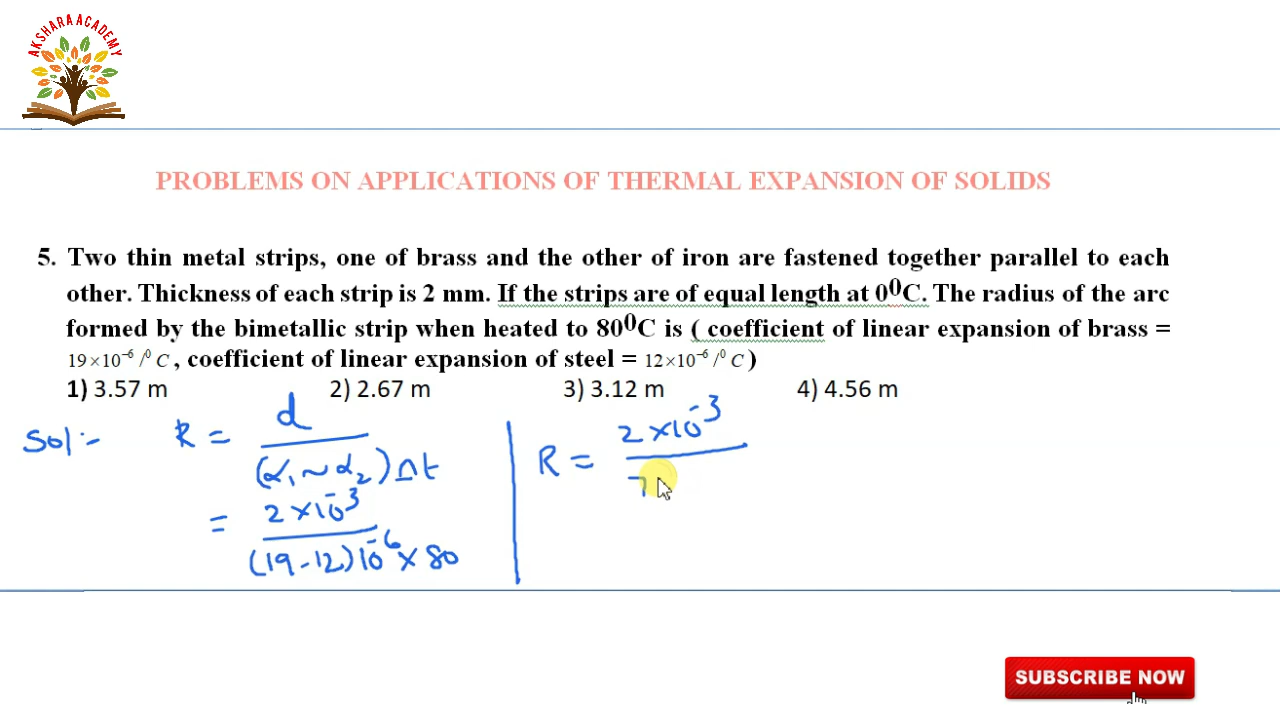 AKSHARA ACADEMY
PROBLEMS ON APPLICATIONS OF THERMAL EXPANSION OF SOLIDS
5. Two thin metal strips, one of brass and the other of iron are fastened together parallel to each
other. Thickness of each strip is 2 mm. If the strips are of equal length at 0⁰C. The radius of the arc
formed by the bimetallic strip when heated to 80⁰C is ( coefficient of linear expansion of brass =
19×10⁻⁶ /⁰ C , coefficient of linear expansion of steel = 12×10⁻⁶ /⁰ C )
1) 3.57 m 2) 2.67 m 3) 3.12 m 4) 4.56 m
Sol:- R = d / (α₁ ~ α₂) Δt
= 2×10⁻³ / (19-12) 10⁻⁶ × 80
R = 2×10⁻³ / 7
SUBSCRIBE NOW